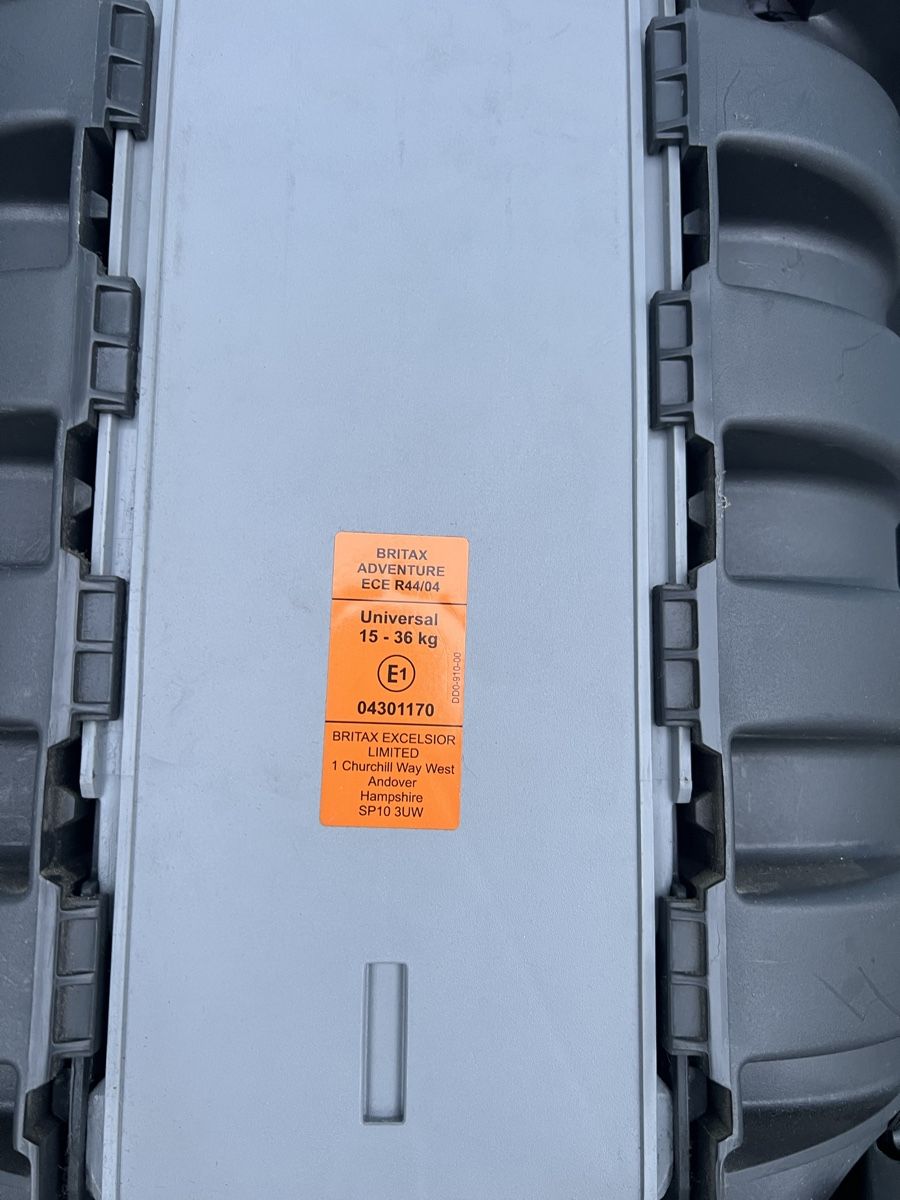 BRITAX
ADVENTURE
ECE R44/04
Universal
15 - 36 kg
E1
04301170
DD0-910-00
BRITAX EXCELSIOR
LIMITED
1 Churchill Way West
Andover
Hampshire
SP10 3UW